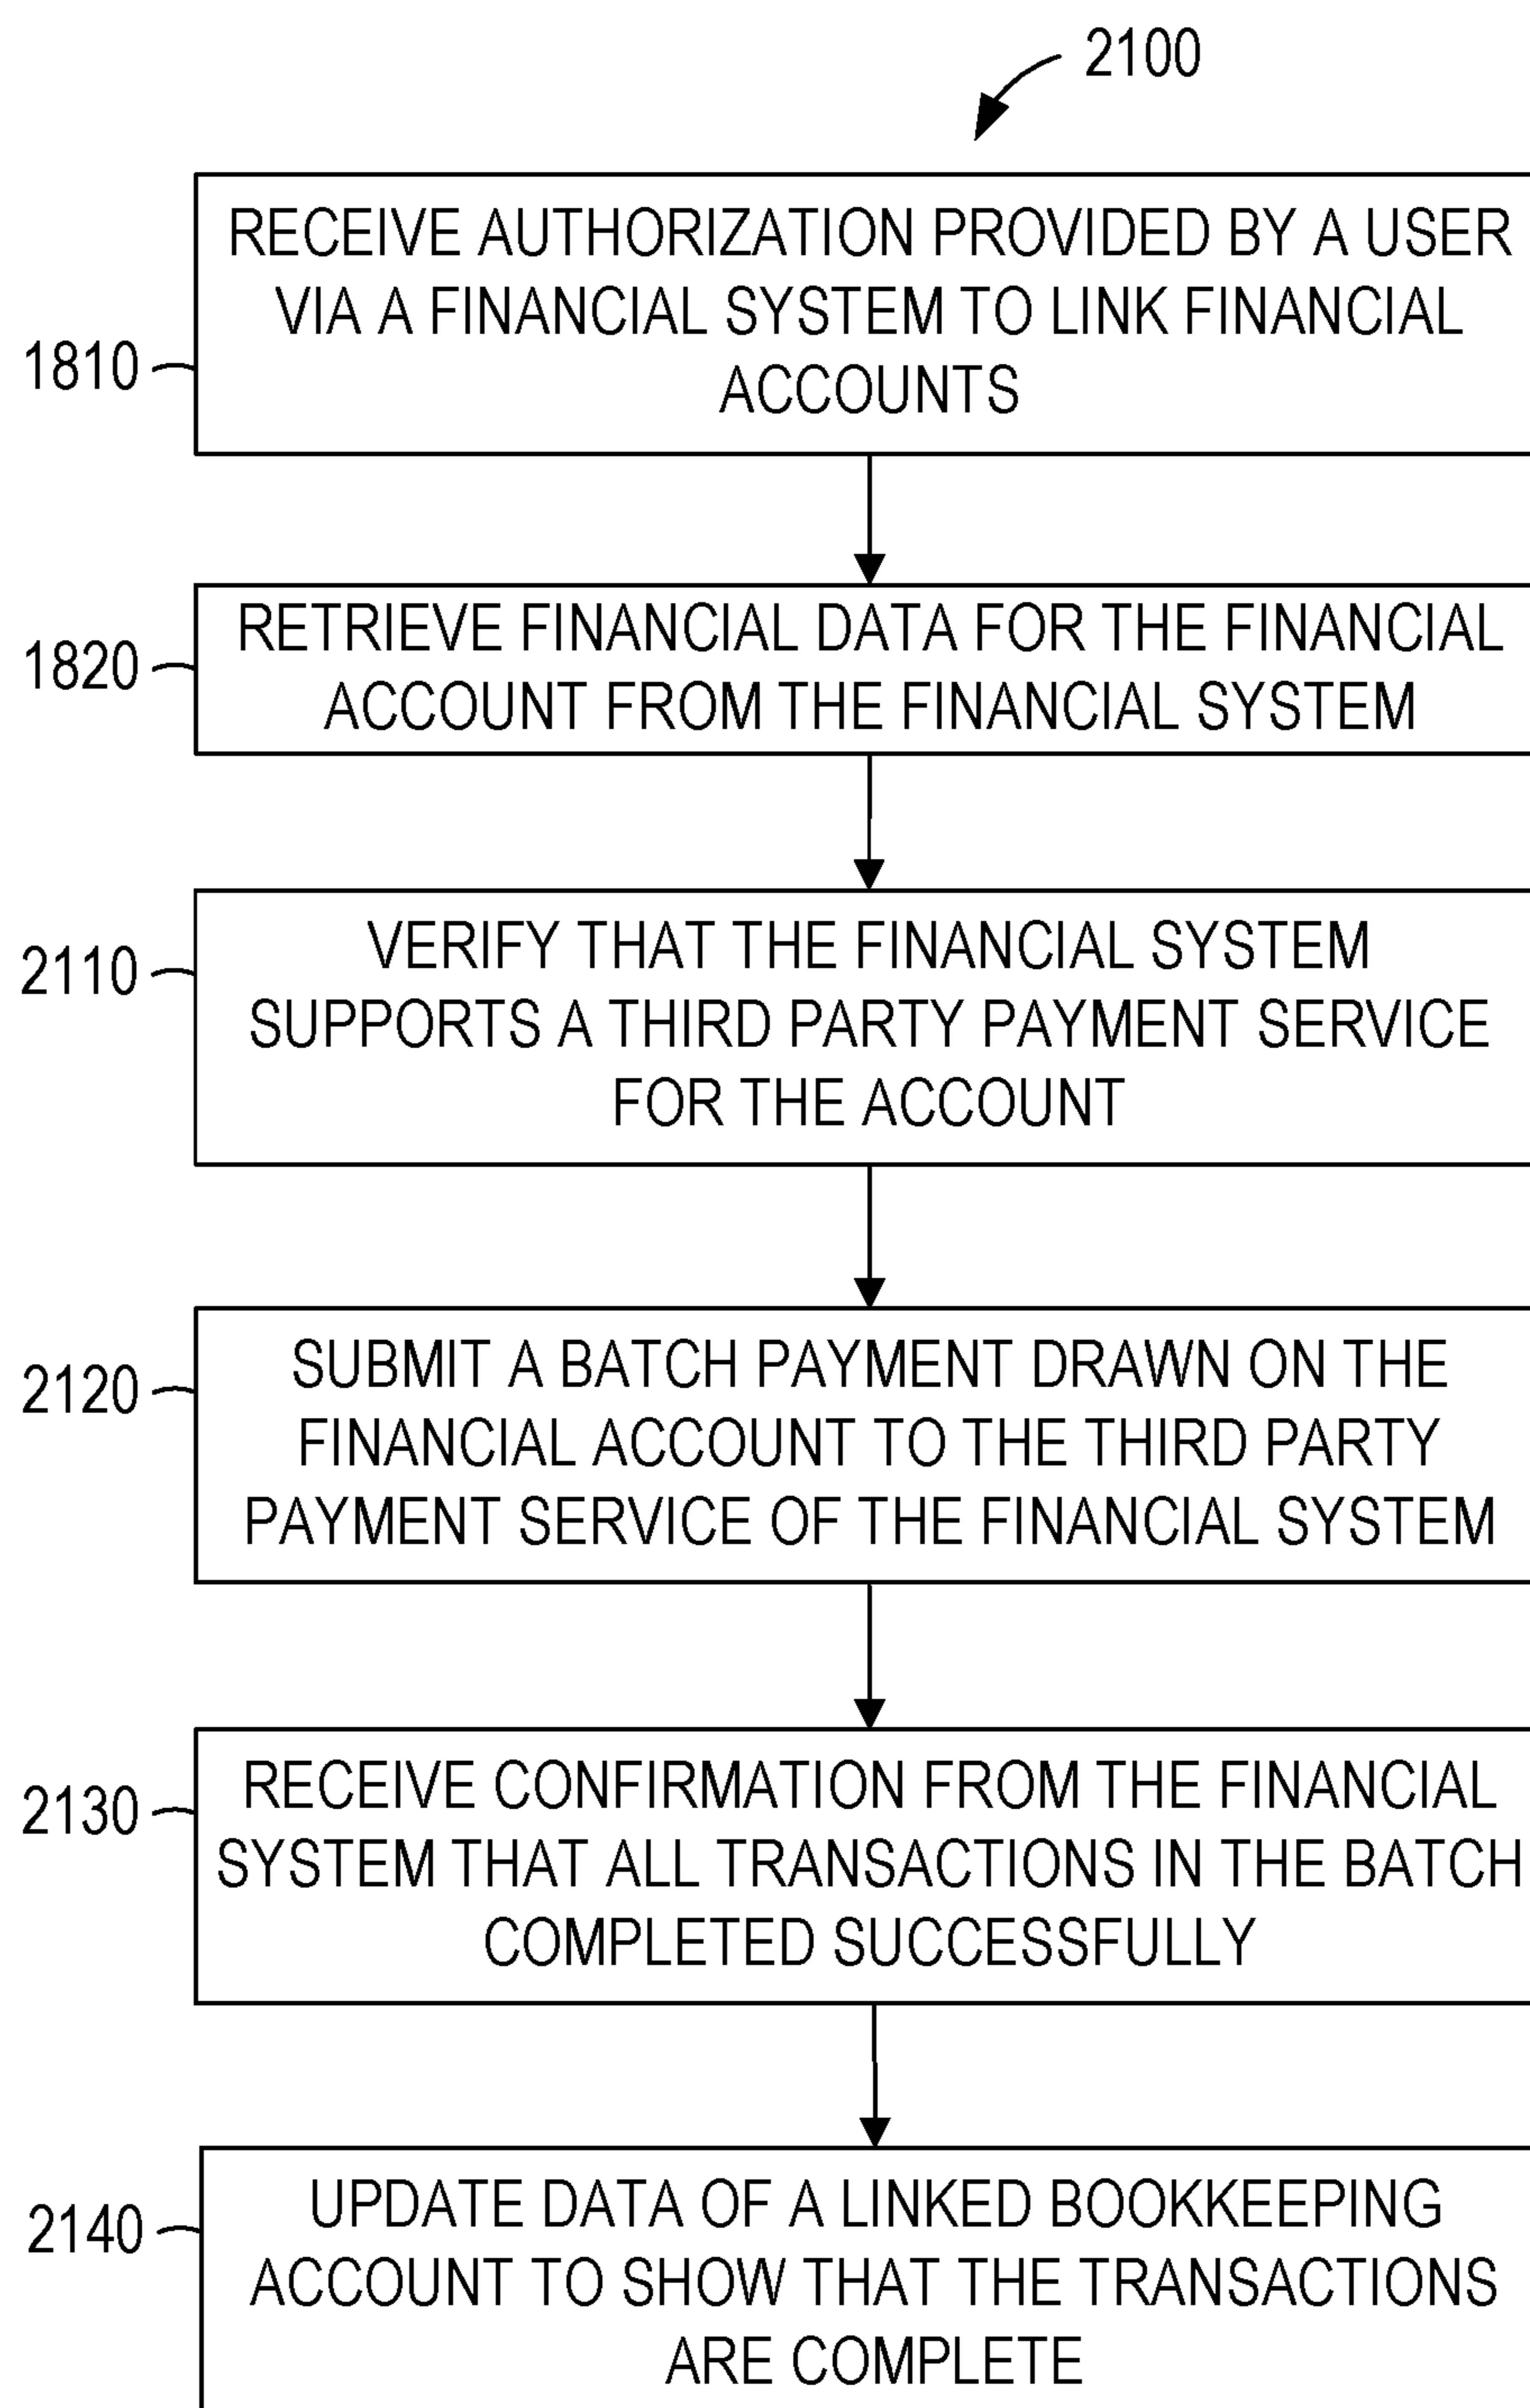 2100
RECEIVE AUTHORIZATION PROVIDED BY A USER
VIA A FINANCIAL SYSTEM TO LINK FINANCIAL
ACCOUNTS
1810
RETRIEVE FINANCIAL DATA FOR THE FINANCIAL
ACCOUNT FROM THE FINANCIAL SYSTEM
1820
VERIFY THAT THE FINANCIAL SYSTEM
SUPPORTS A THIRD PARTY PAYMENT SERVICE
FOR THE ACCOUNT
2110
SUBMIT A BATCH PAYMENT DRAWN ON THE
FINANCIAL ACCOUNT TO THE THIRD PARTY
PAYMENT SERVICE OF THE FINANCIAL SYSTEM
2120
RECEIVE CONFIRMATION FROM THE FINANCIAL
SYSTEM THAT ALL TRANSACTIONS IN THE BATCH
COMPLETED SUCCESSFULLY
2130
UPDATE DATA OF A LINKED BOOKKEEPING
ACCOUNT TO SHOW THAT THE TRANSACTIONS
ARE COMPLETE
2140